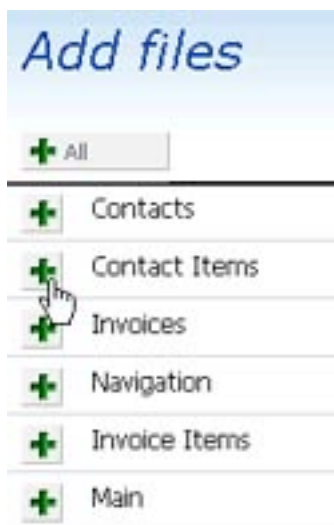 Add files
All
Contacts
Contact Items
Invoices
Navigation
Invoice Items
Main